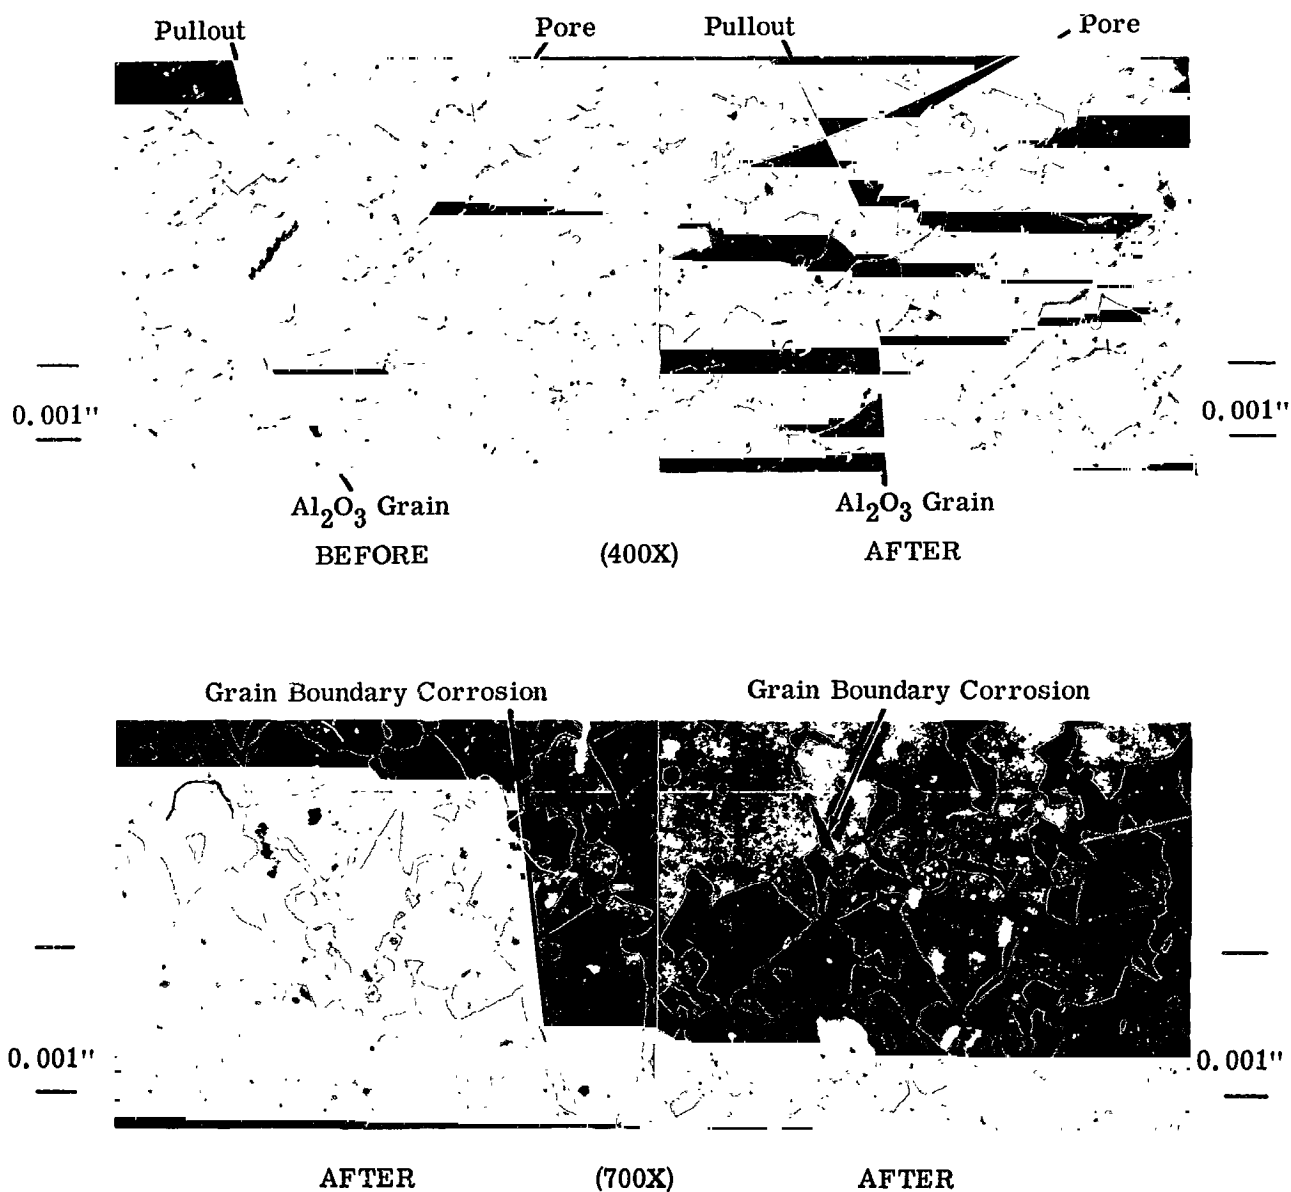 Pullout Pore Pullout Pore
0.001" 0.001"
Al₂O₃ Grain Al₂O₃ Grain
BEFORE (400X) AFTER
Grain Boundary Corrosion Grain Boundary Corrosion
0.001" 0.001"
AFTER (700X) AFTER